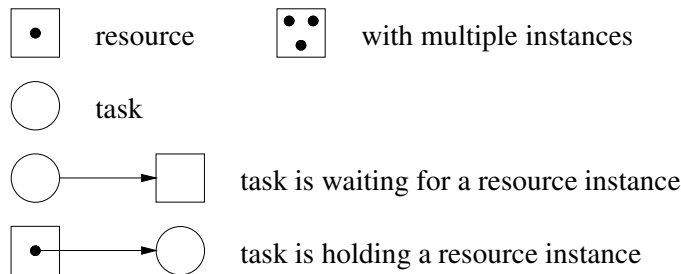 resource
with multiple instances
task
task is waiting for a resource instance
task is holding a resource instance